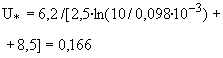 U* = 6,2/[2,5·ln(10/0,098·10⁻³) +
+ 8,5] = 0,166